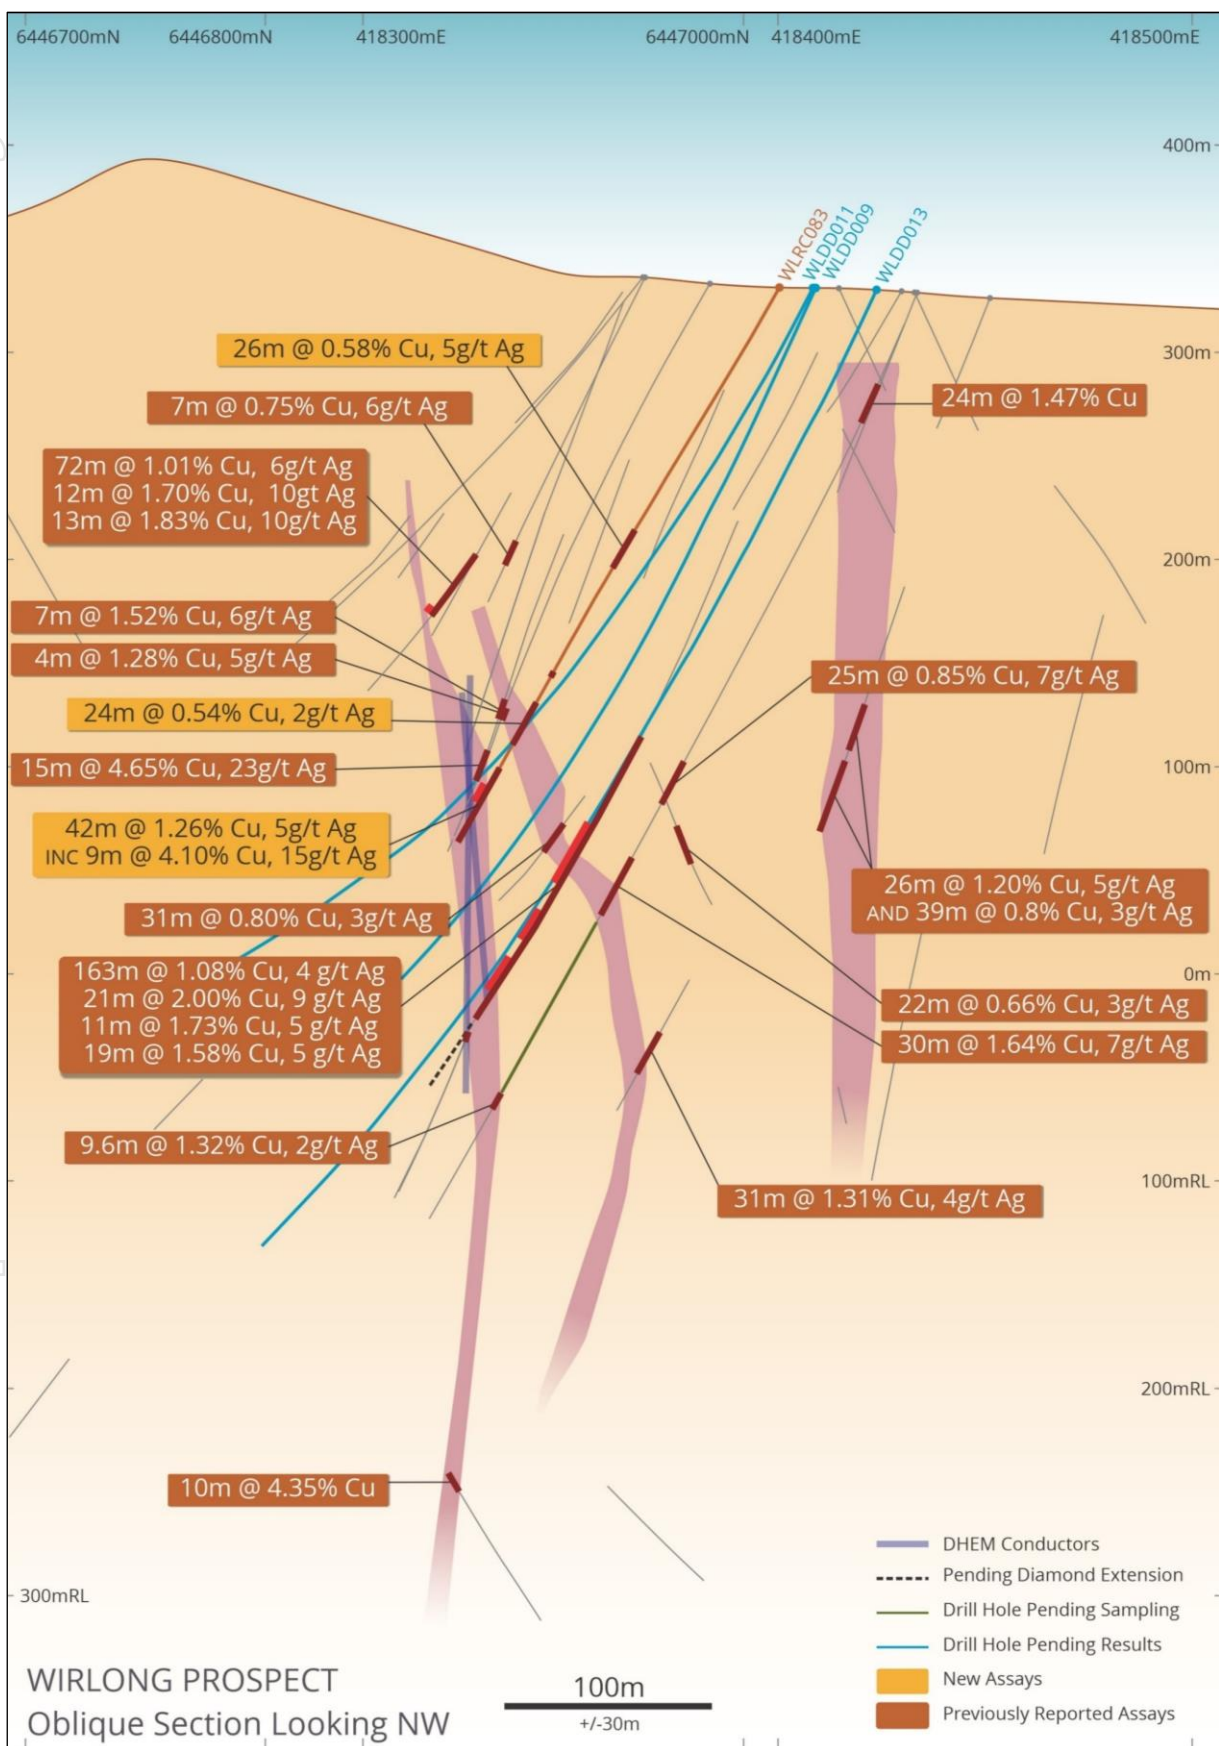 6446700mN 6446800mN 418300mE 6447000mN 418400mE 418500mE
400m
WLRC083
WLDD011
WLDD009
WLDD013
26m @ 0.58% Cu, 5g/t Ag
300m
7m @ 0.75% Cu, 6g/t Ag
24m @ 1.47% Cu
72m @ 1.01% Cu, 6g/t Ag
12m @ 1.70% Cu, 10gt Ag
13m @ 1.83% Cu, 10g/t Ag
200m
7m @ 1.52% Cu, 6g/t Ag
4m @ 1.28% Cu, 5g/t Ag
25m @ 0.85% Cu, 7g/t Ag
24m @ 0.54% Cu, 2g/t Ag
15m @ 4.65% Cu, 23g/t Ag
100m
42m @ 1.26% Cu, 5g/t Ag
INC 9m @ 4.10% Cu, 15g/t Ag
26m @ 1.20% Cu, 5g/t Ag
AND 39m @ 0.8% Cu, 3g/t Ag
31m @ 0.80% Cu, 3g/t Ag
163m @ 1.08% Cu, 4 g/t Ag
21m @ 2.00% Cu, 9 g/t Ag
11m @ 1.73% Cu, 5 g/t Ag
19m @ 1.58% Cu, 5 g/t Ag
0m
22m @ 0.66% Cu, 3g/t Ag
30m @ 1.64% Cu, 7g/t Ag
9.6m @ 1.32% Cu, 2g/t Ag
100mRL
31m @ 1.31% Cu, 4g/t Ag
200mRL
10m @ 4.35% Cu
300mRL
DHEM Conductors
Pending Diamond Extension
Drill Hole Pending Sampling
Drill Hole Pending Results
New Assays
Previously Reported Assays
WIRLONG PROSPECT
Oblique Section Looking NW
100m
+/-30m